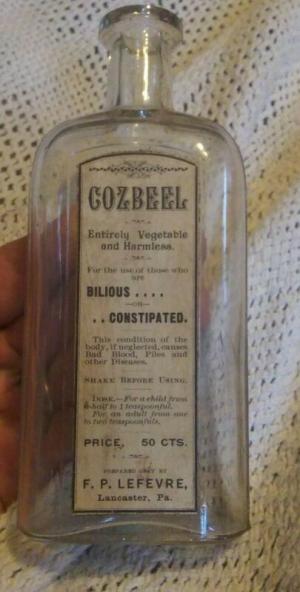 COZBEEL
Entirely Vegetable
and Harmless.
For the use of those who
are
BILIOUS ....
—OR—
.. CONSTIPATED.
This condition of the
body, if neglected, causes
Bad Blood, Piles and
other Diseases.
SHAKE BEFORE USING.
DOSE.—For a child from
½-half to 1 teaspoonful.
For an adult from one
to two teaspoonfuls.
PRICE, 50 CTS.
PREPARED ONLY BY
F. P. LEFEVRE,
Lancaster, Pa.